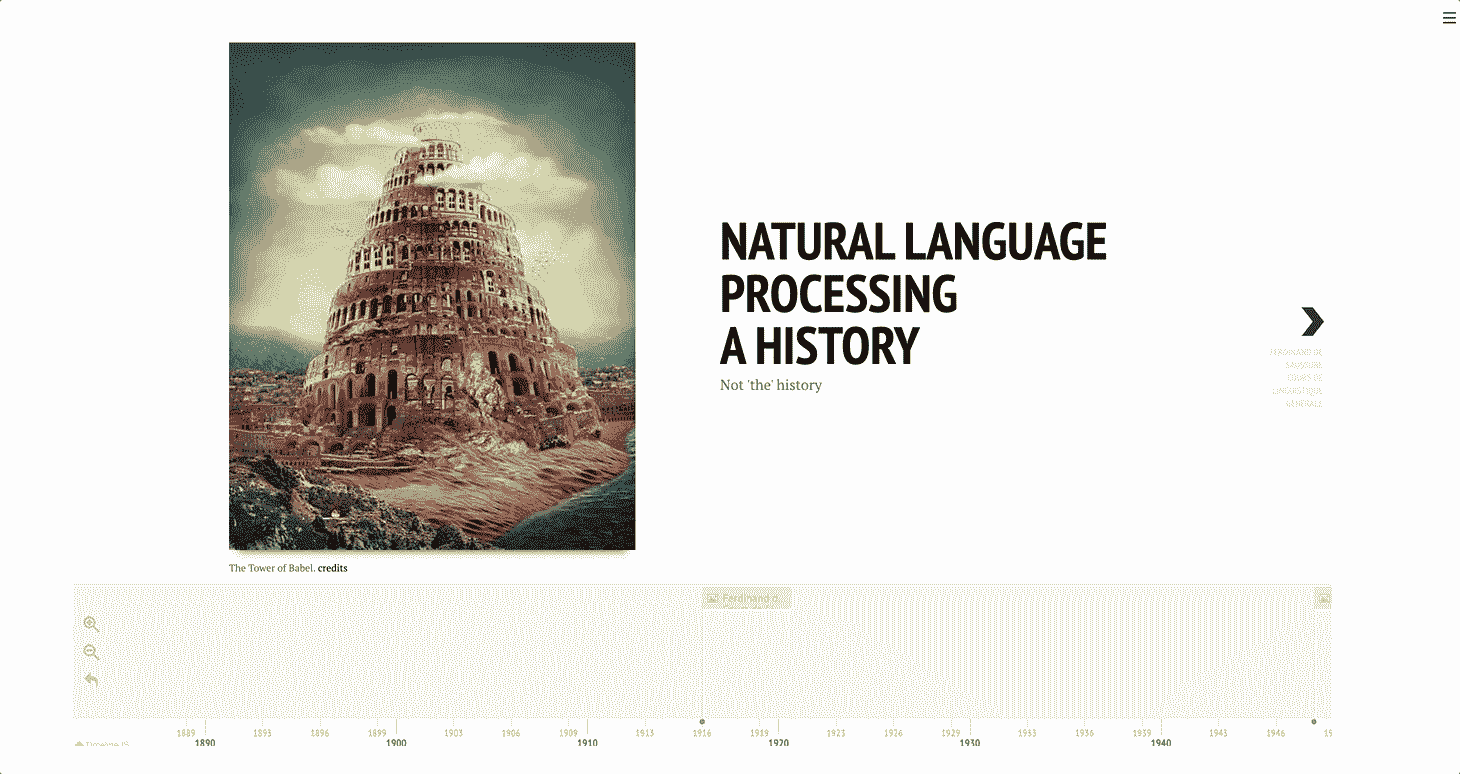 NATURAL LANGUAGE
PROCESSING
A HISTORY
Not 'the' history
FERDINAND DE
SAUSSURE
COURS DE
LINGUISTIQUE
GÉNÉRALE
The Tower of Babel. credits
Ferdinand d...
1889 1893 1896 1899 1903 1906 1909 1913 1916 1919 1923 1926 1929 1933 1936 1939 1943 1946
1890 1900 1910 1920 1930 1940
Timeline JS